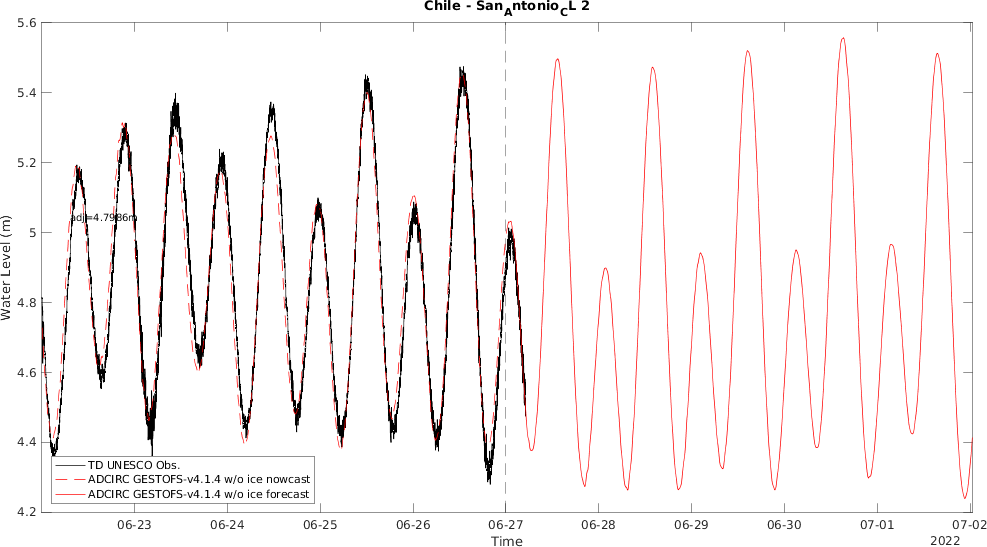 Chile - San_Antonio_CL 2
5.6
5.4
5.2
5
4.8
4.6
4.4
4.2
Water Level (m)
adj=4.7986m
TD UNESCO Obs.
ADCIRC GESTOFS-v4.1.4 w/o ice nowcast
ADCIRC GESTOFS-v4.1.4 w/o ice forecast
06-23 06-24 06-25 06-26 06-27 06-28 06-29 06-30 07-01 07-02
Time
2022